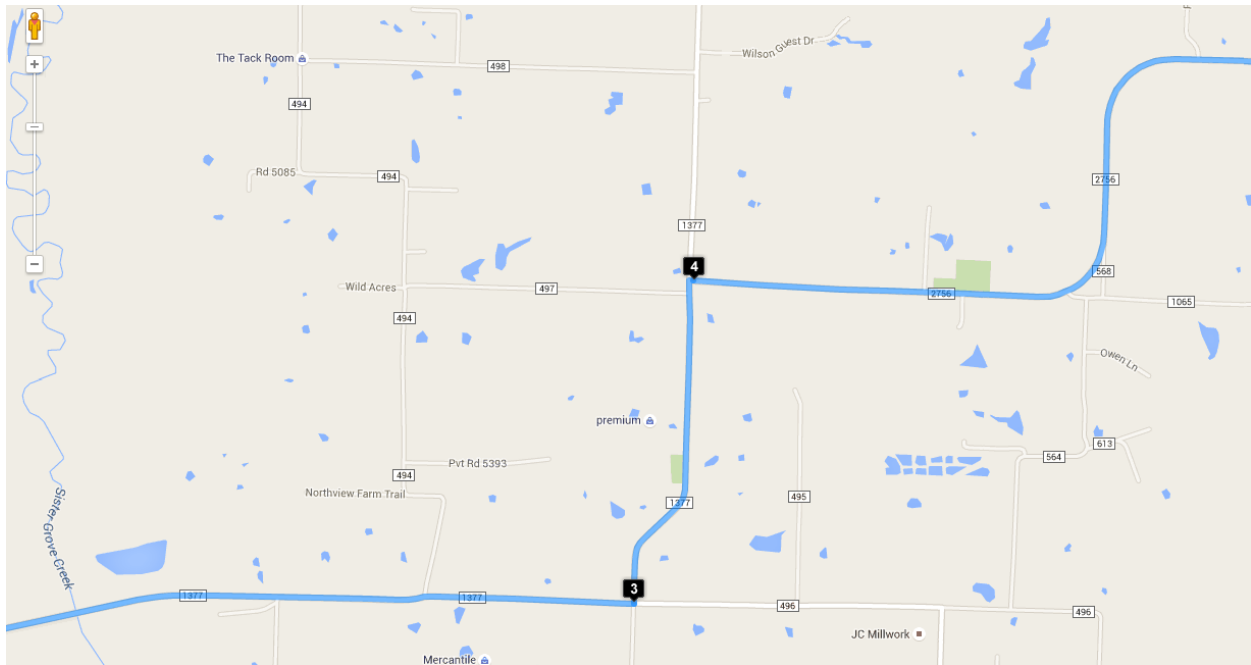 Wilson Guest Dr
The Tack Room
498
494
Rd 5085
494
2756
1377
4
568
Wild Acres
497
2756
1065
494
Owen Ln
premium
613
564
Pvt Rd 5393
494
Northview Farm Trail
495
1377
Sister Grove Creek
3
1377
1377
496
496
JC Millwork
Mercantile